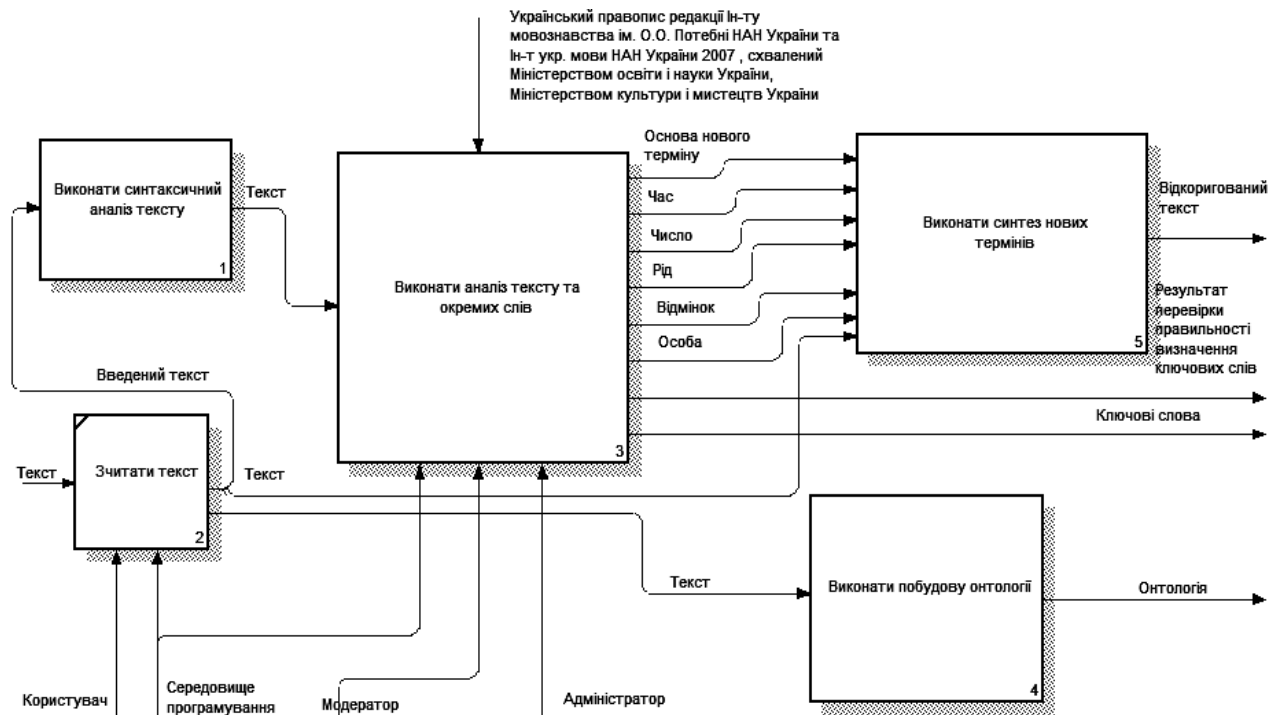 Український правопис редакції Ін-ту
мовознавства ім. О.О. Потебні НАН України та
Ін-т укр. мови НАН України 2007 , схвалений
Міністерством освіти і науки України,
Міністерством культури і мистецтв України
Виконати синтаксичний
аналіз тексту
1
Текст
Виконати аналіз тексту та
окремих слів
3
Основа нового
терміну
Час
Число
Рід
Відмінок
Особа
Виконати синтез нових
термінів
5
Відкоригований
текст
Результат
перевірки
правильності
визначення
ключових слів
Ключові слова
Введений текст
Текст
Зчитати текст
2
Текст
Текст
Виконати побудову онтології
4
Онтологія
Користувач
Середовище
програмування
Модератор
Адміністратор